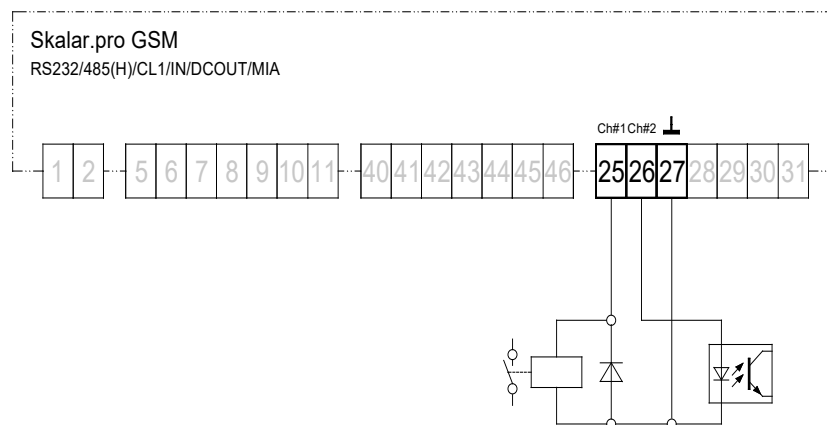 Skalar.pro GSM
RS232/485(H)/CL1/IN/DCOUT/MIA
Ch#1 Ch#2
1 2 5 6 7 8 9 10 11 40 41 42 43 44 45 46 25 26 27 28 29 30 31